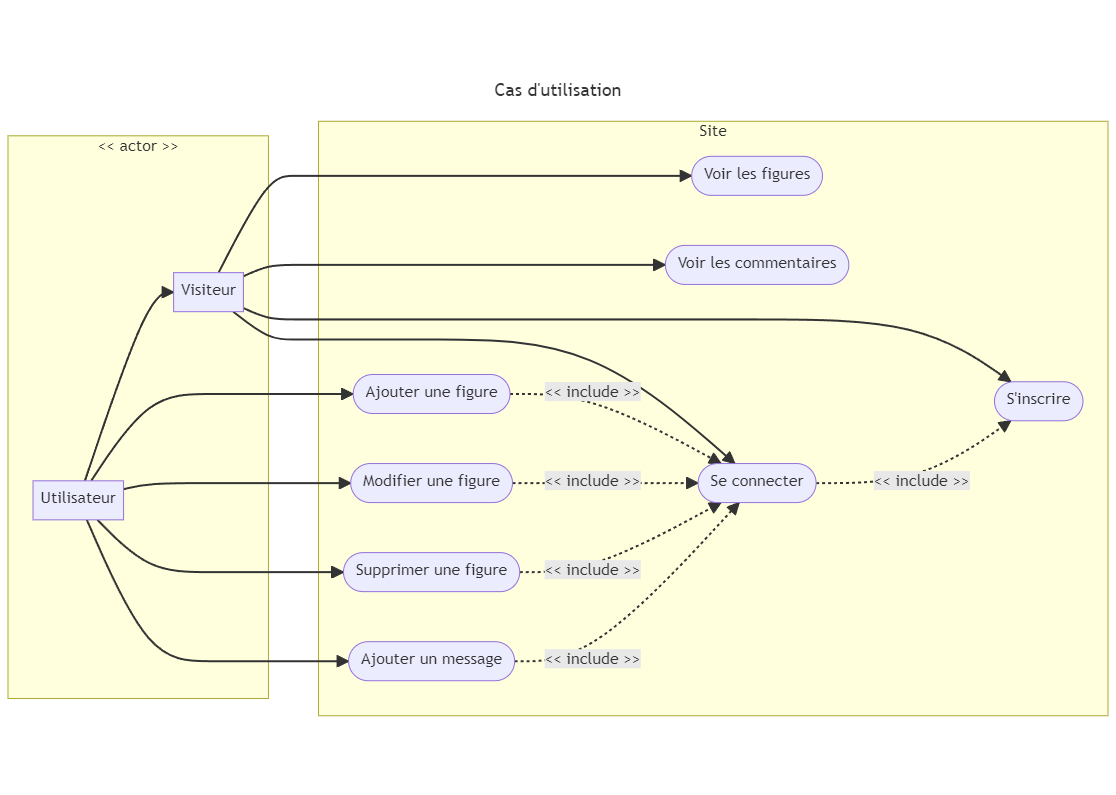 Cas d'utilisation
<< actor >>
Visiteur
Utilisateur
Site
Voir les figures
Voir les commentaires
S'inscrire
Ajouter une figure
<< include >>
Modifier une figure
<< include >>
Se connecter
<< include >>
Supprimer une figure
<< include >>
Ajouter un message
<< include >>